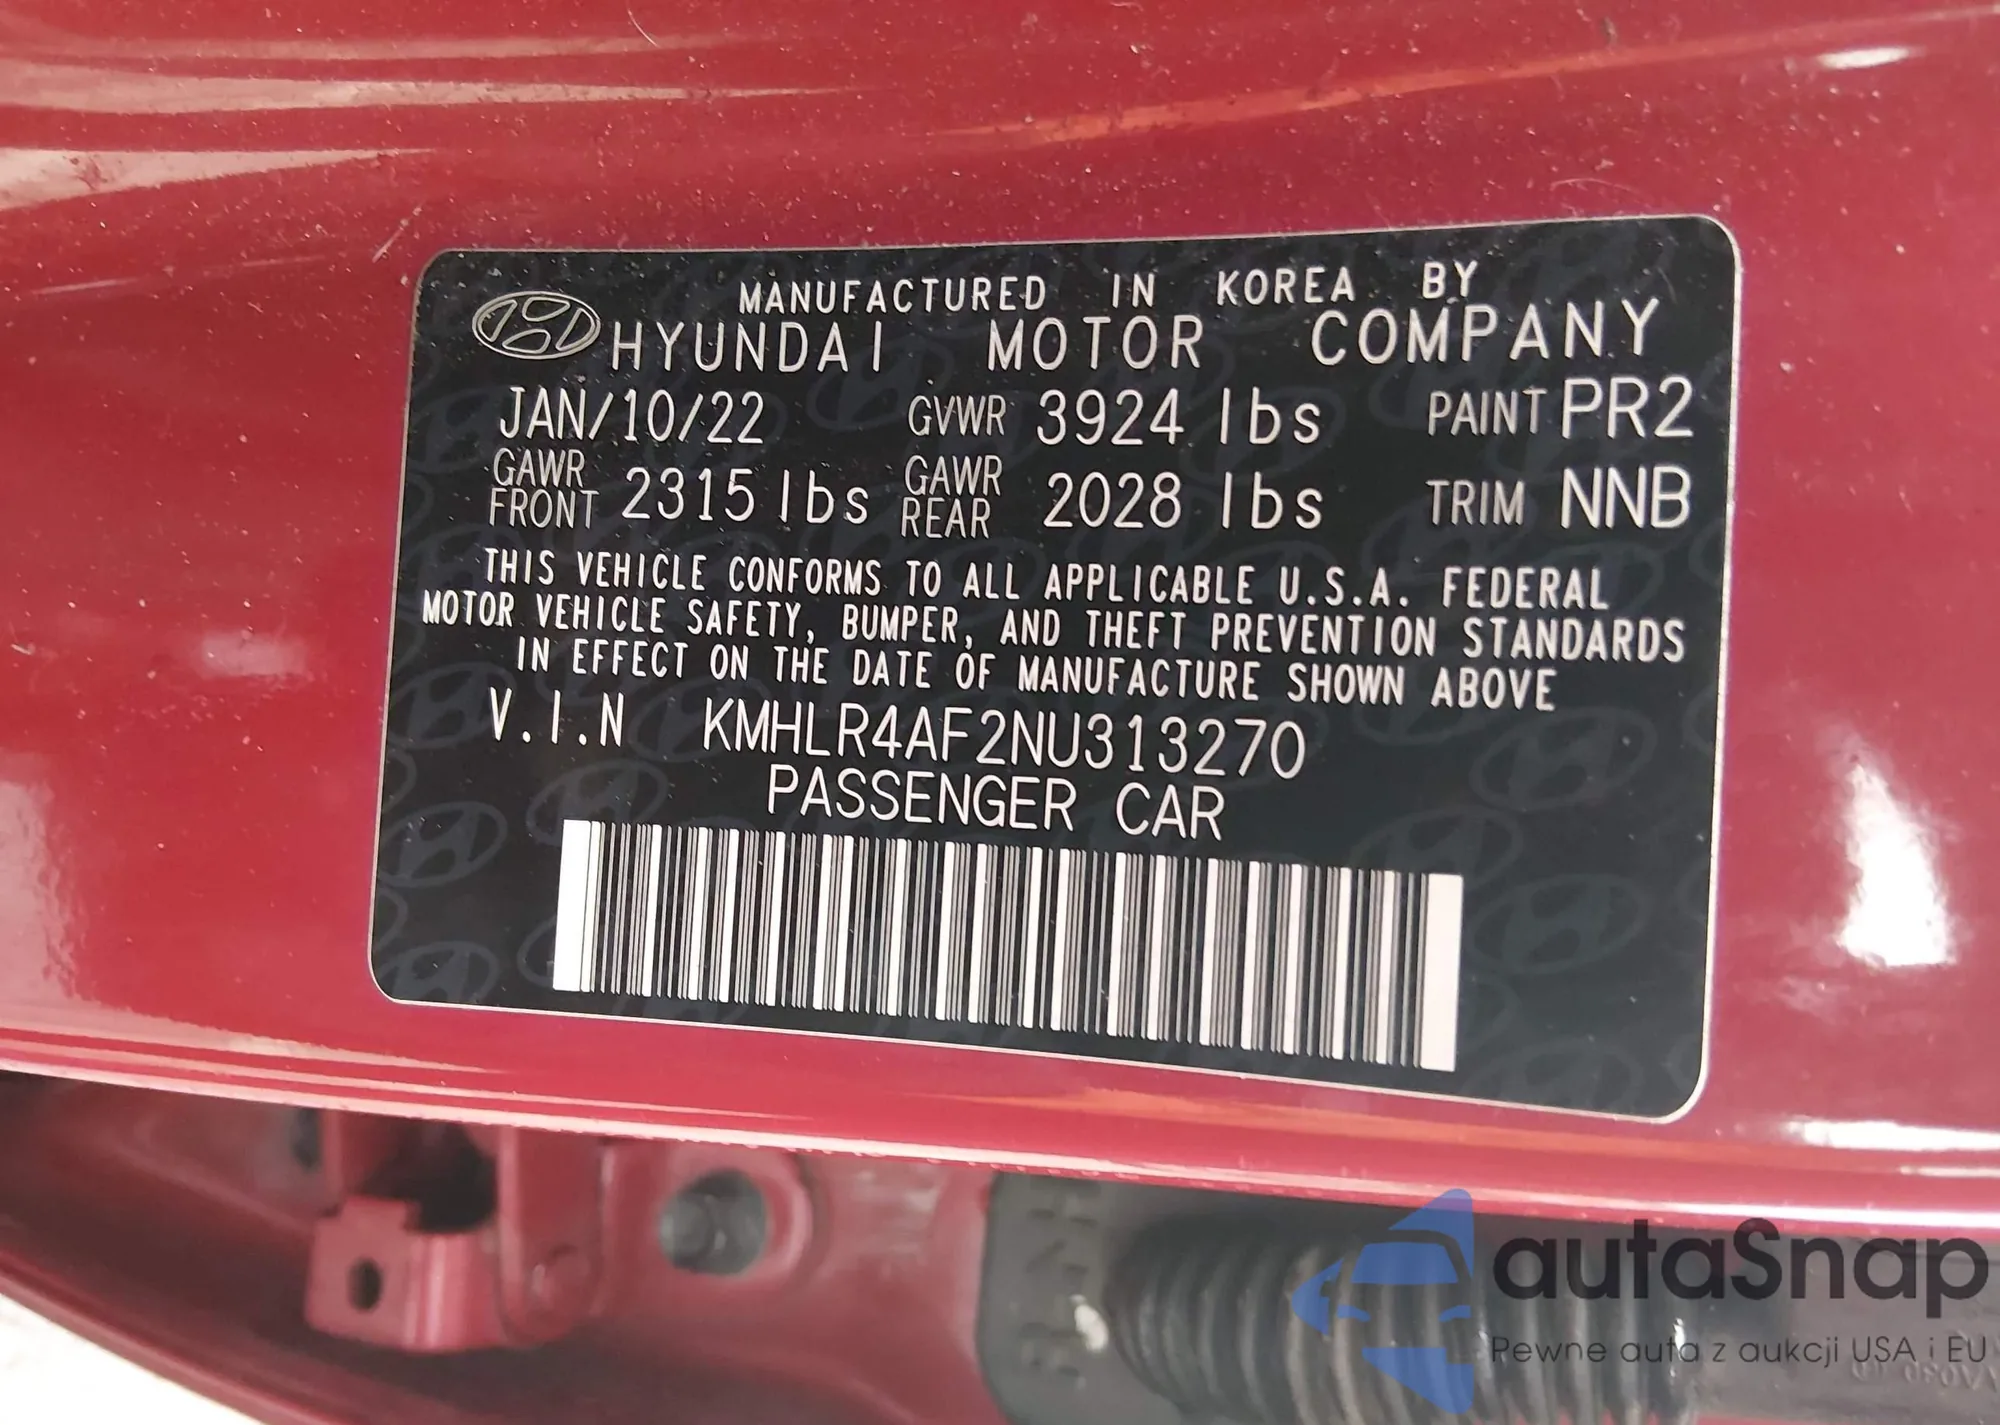 MANUFACTURED IN KOREA BY
HYUNDAI MOTOR COMPANY
JAN/10/22 GVWR 3924 lbs PAINT PR2
GAWR FRONT 2315 lbs GAWR REAR 2028 lbs TRIM NNB
THIS VEHICLE CONFORMS TO ALL APPLICABLE U.S.A. FEDERAL
MOTOR VEHICLE SAFETY, BUMPER, AND THEFT PREVENTION STANDARDS
IN EFFECT ON THE DATE OF MANUFACTURE SHOWN ABOVE
V.I.N KMHLR4AF2NU313270
PASSENGER CAR
autaSnap
Pewne auta z aukcji USA i EU